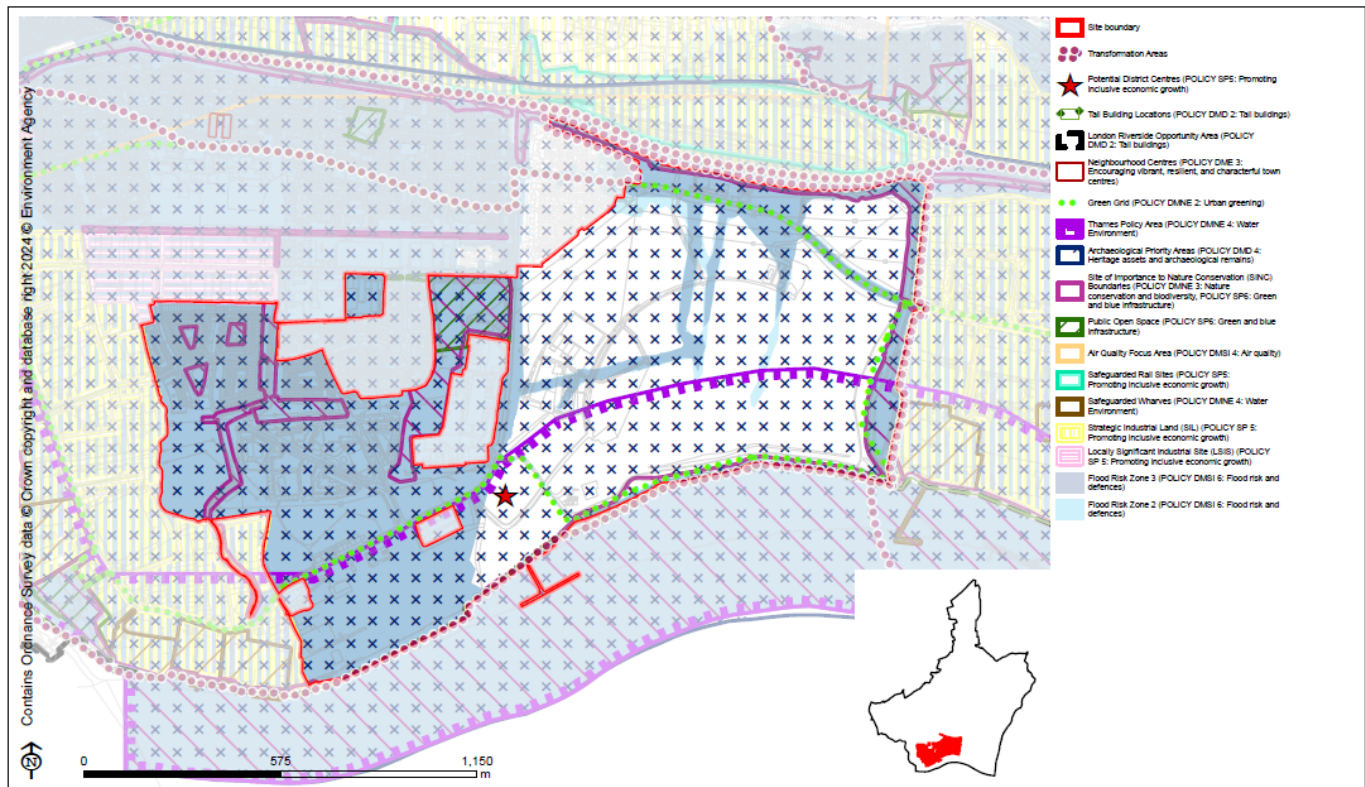 Site boundary
Transformation Areas
Potential District Centres (POLICY SP5: Promoting
inclusive economic growth)
Tall Building Locations (POLICY DMD 2: Tall buildings)
London Riverside Opportunity Area (POLICY
DMD 2: Tall buildings)
Neighbourhood Centres (POLICY DME 3:
Encouraging vibrant, resilient, and characterful town
centres)
Green Grid (POLICY DMNE 2: Urban greening)
Thames Policy Area (POLICY DMNE 4: Water
Environment)
Archaeological Priority Areas (POLICY DMD 4:
Heritage assets and archaeological remains)
Site of Importance to Nature Conservation (SINC)
Boundaries (POLICY DMNE 3: Nature
conservation and biodiversity, POLICY SP6: Green
and blue infrastructure)
Public Open Space (POLICY SP6: Green and blue
infrastructure)
Air Quality Focus Area (POLICY DMSI 4: Air quality)
Safeguarded Rail Sites (POLICY SP5:
Promoting inclusive economic growth)
Safeguarded Wharves (POLICY DMNE 4: Water
Environment)
Strategic Industrial Land (SIL) (POLICY SP 5:
Promoting inclusive economic growth)
Locally Significant Industrial Site (LSIS) (POLICY
SP 5: Promoting inclusive economic growth)
Flood Risk Zone 3 (POLICY DMSI 6: Flood risk and
defences)
Flood Risk Zone 2 (POLICY DMSI 6: Flood risk and
defences)
Contains Ordnance Survey data © Crown copyright and database right 2024 © Environment Agency
N
0 575 1,150
m